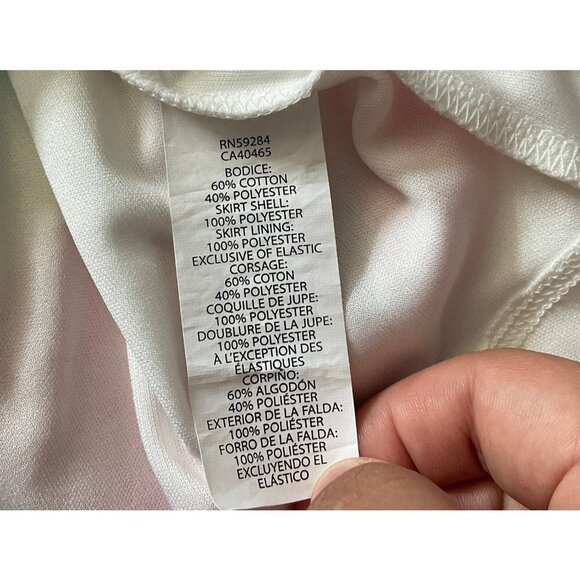 RN59284
CA40465
BODICE:
60% COTTON
40% POLYESTER
SKIRT SHELL:
100% POLYESTER
SKIRT LINING:
100% POLYESTER
EXCLUSIVE OF ELASTIC
CORSAGE:
60% COTON
40% POLYESTER
COQUILLE DE JUPE:
100% POLYESTER
DOUBLURE DE LA JUPE:
100% POLYESTER
À L'EXCEPTION DES
ÉLASTIQUES
CORPIÑO:
60% ALGODÓN
40% POLIÉSTER
EXTERIOR DE LA FALDA:
100% POLIÉSTER
FORRO DE LA FALDA:
100% POLIÉSTER
EXCLUYENDO EL
ELÁSTICO